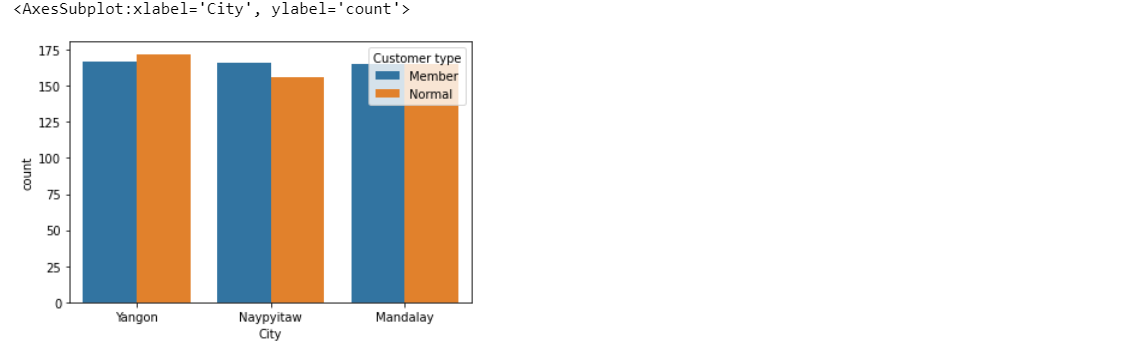 <AxesSubplot:xlabel='City', ylabel='count'>
175
150
125
100
75
50
25
0
count
Customer type
Member
Normal
Yangon
Naypyitaw
Mandalay
City